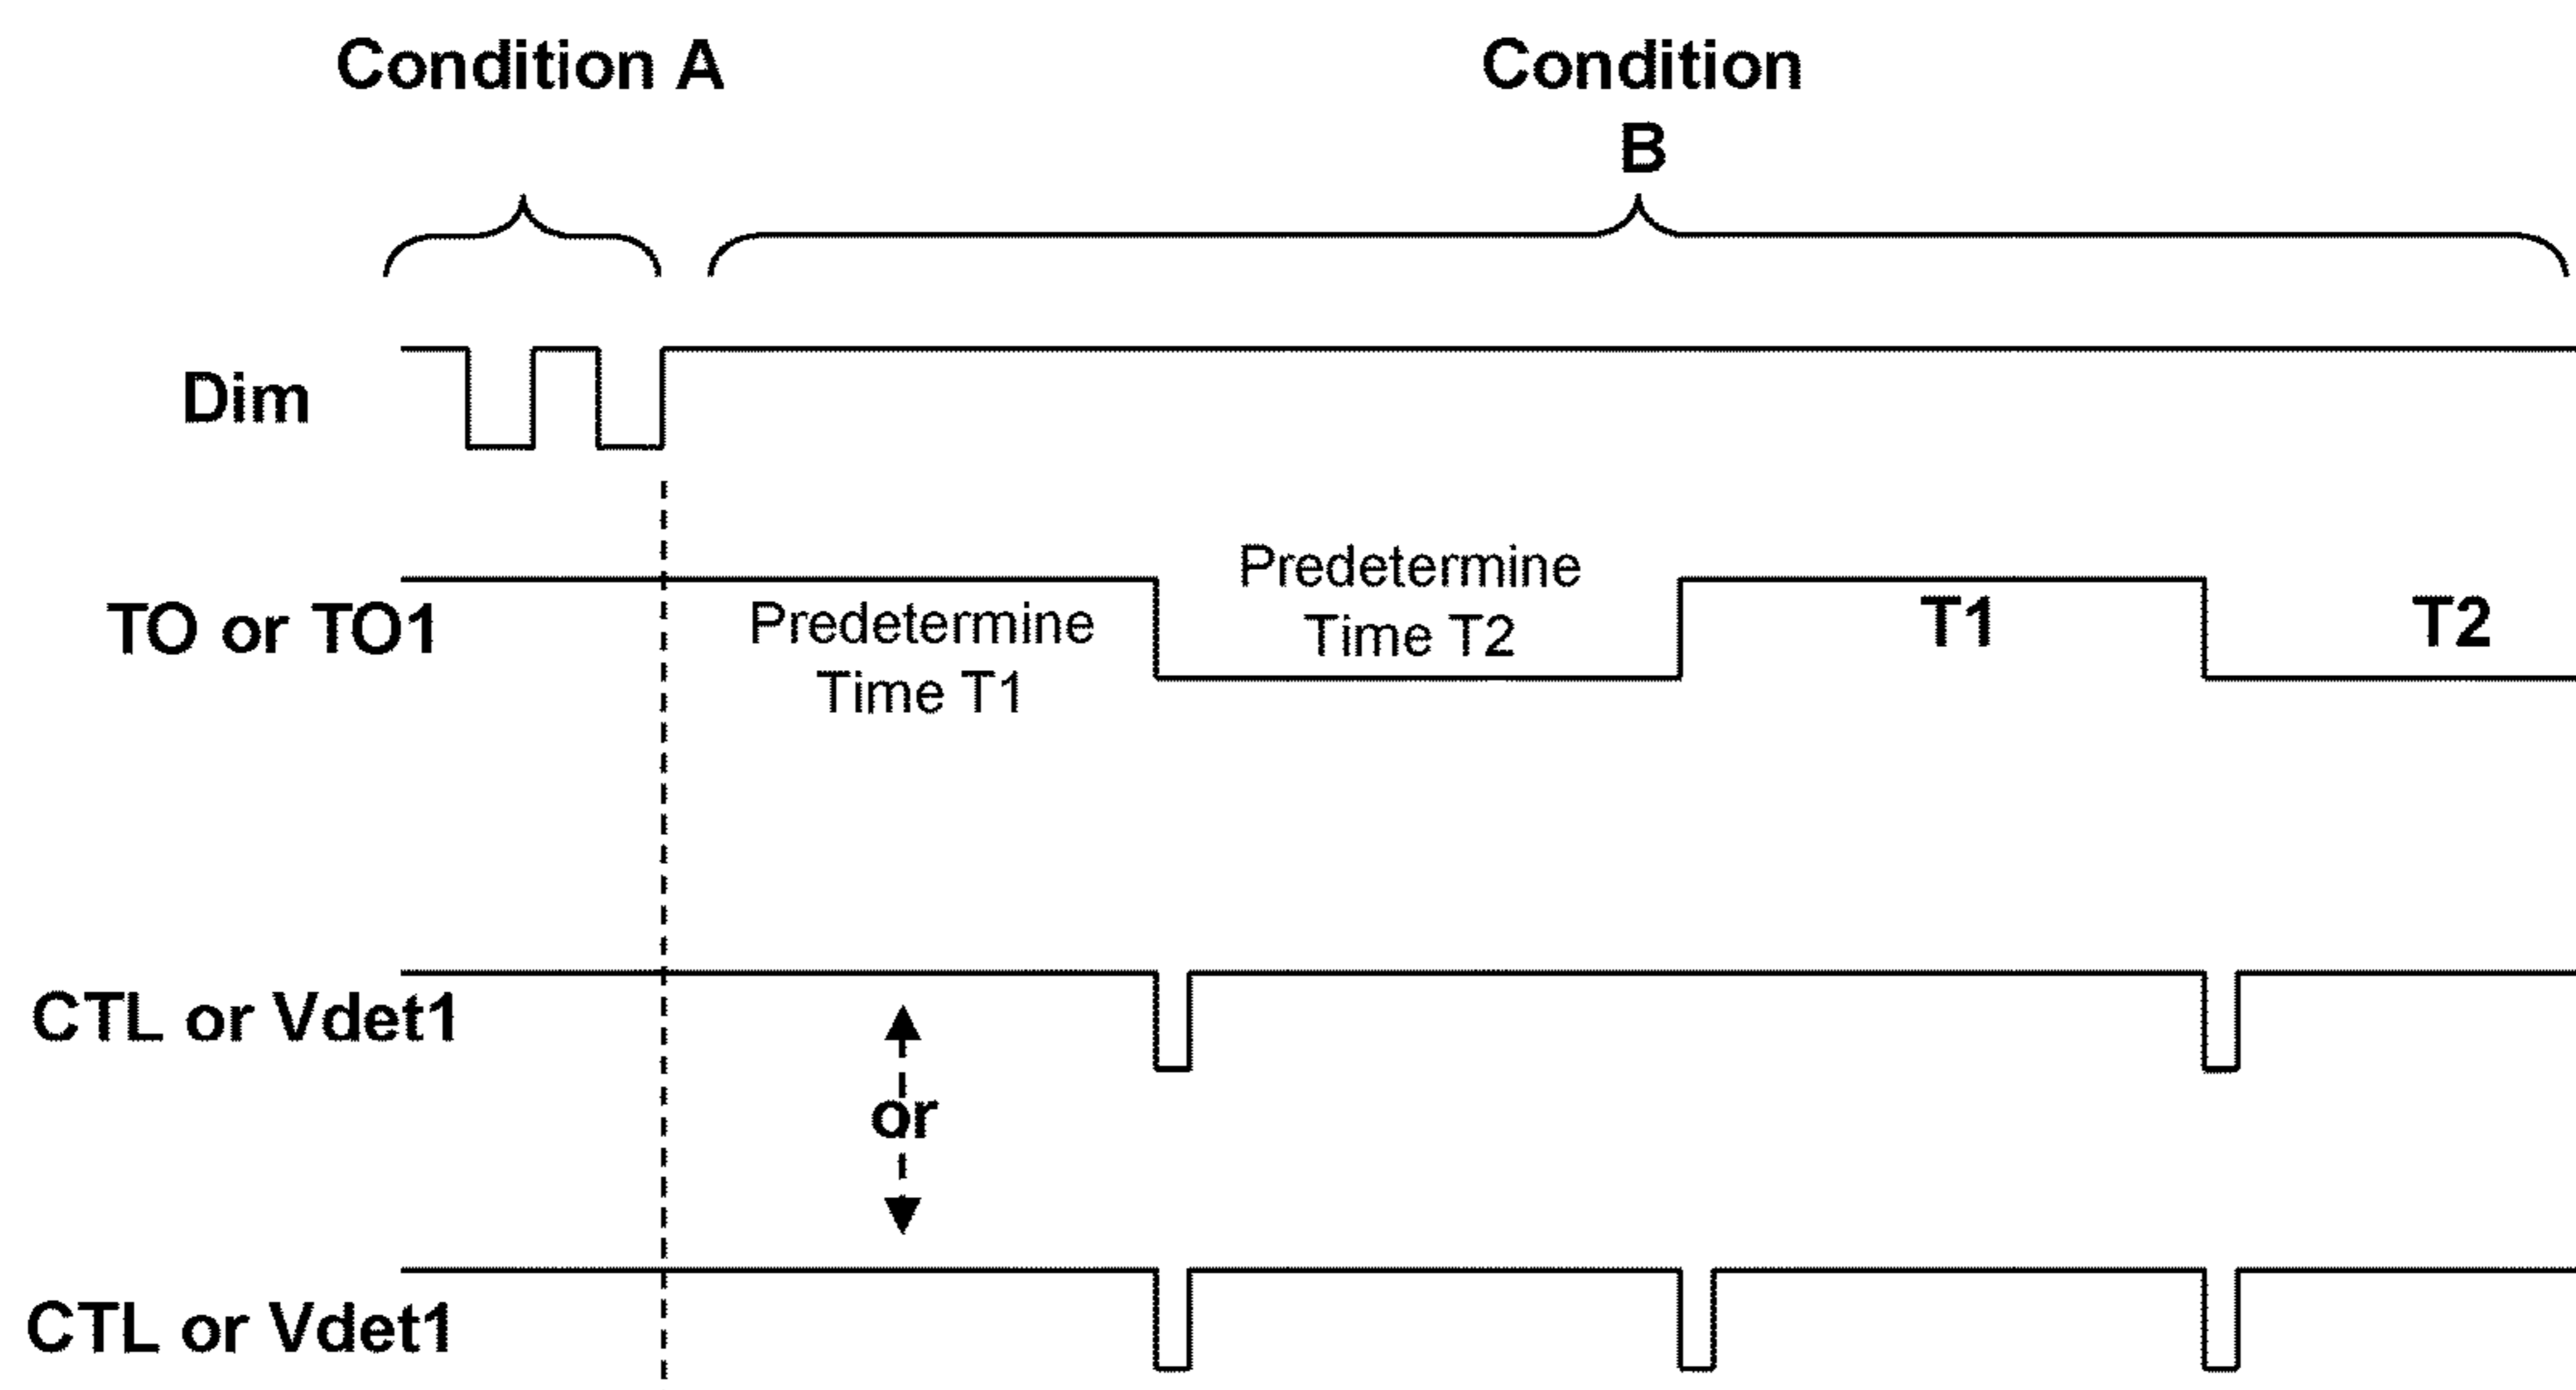 Condition A
Condition
B
Dim
TO or TO1
Predetermine
Time T1
Predetermine
Time T2
T1
T2
CTL or Vdet1
or
CTL or Vdet1